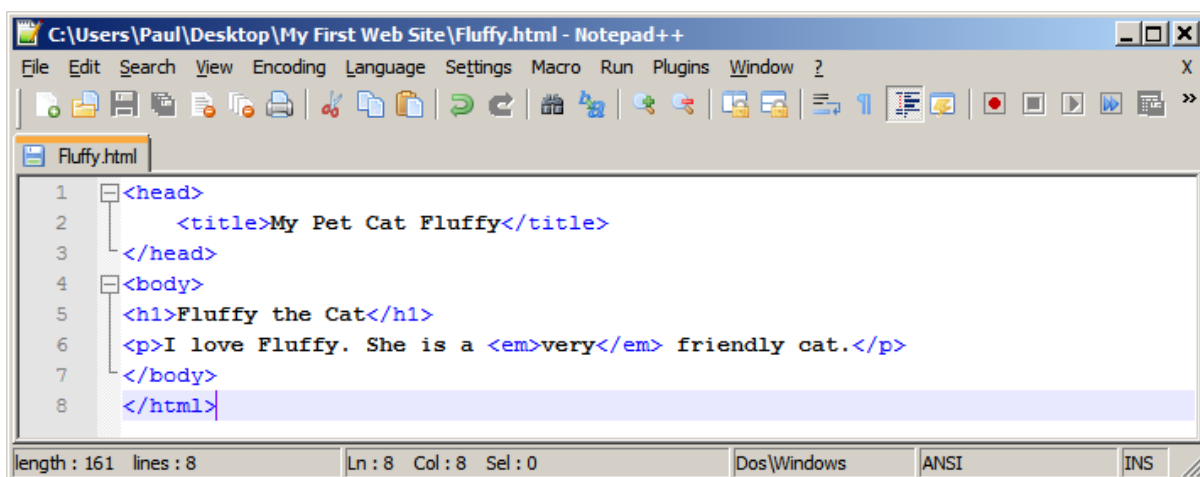 C:\Users\Paul\Desktop\My First Web Site\Fluffy.html - Notepad++
File Edit Search View Encoding Language Settings Macro Run Plugins Window ? X
Fluffy.html
1 <head>
2 <title>My Pet Cat Fluffy</title>
3 </head>
4 <body>
5 <h1>Fluffy the Cat</h1>
6 <p>I love Fluffy. She is a <em>very</em> friendly cat.</p>
7 </body>
8 </html>
length : 161 lines : 8 Ln : 8 Col : 8 Sel : 0 Dos\Windows ANSI INS